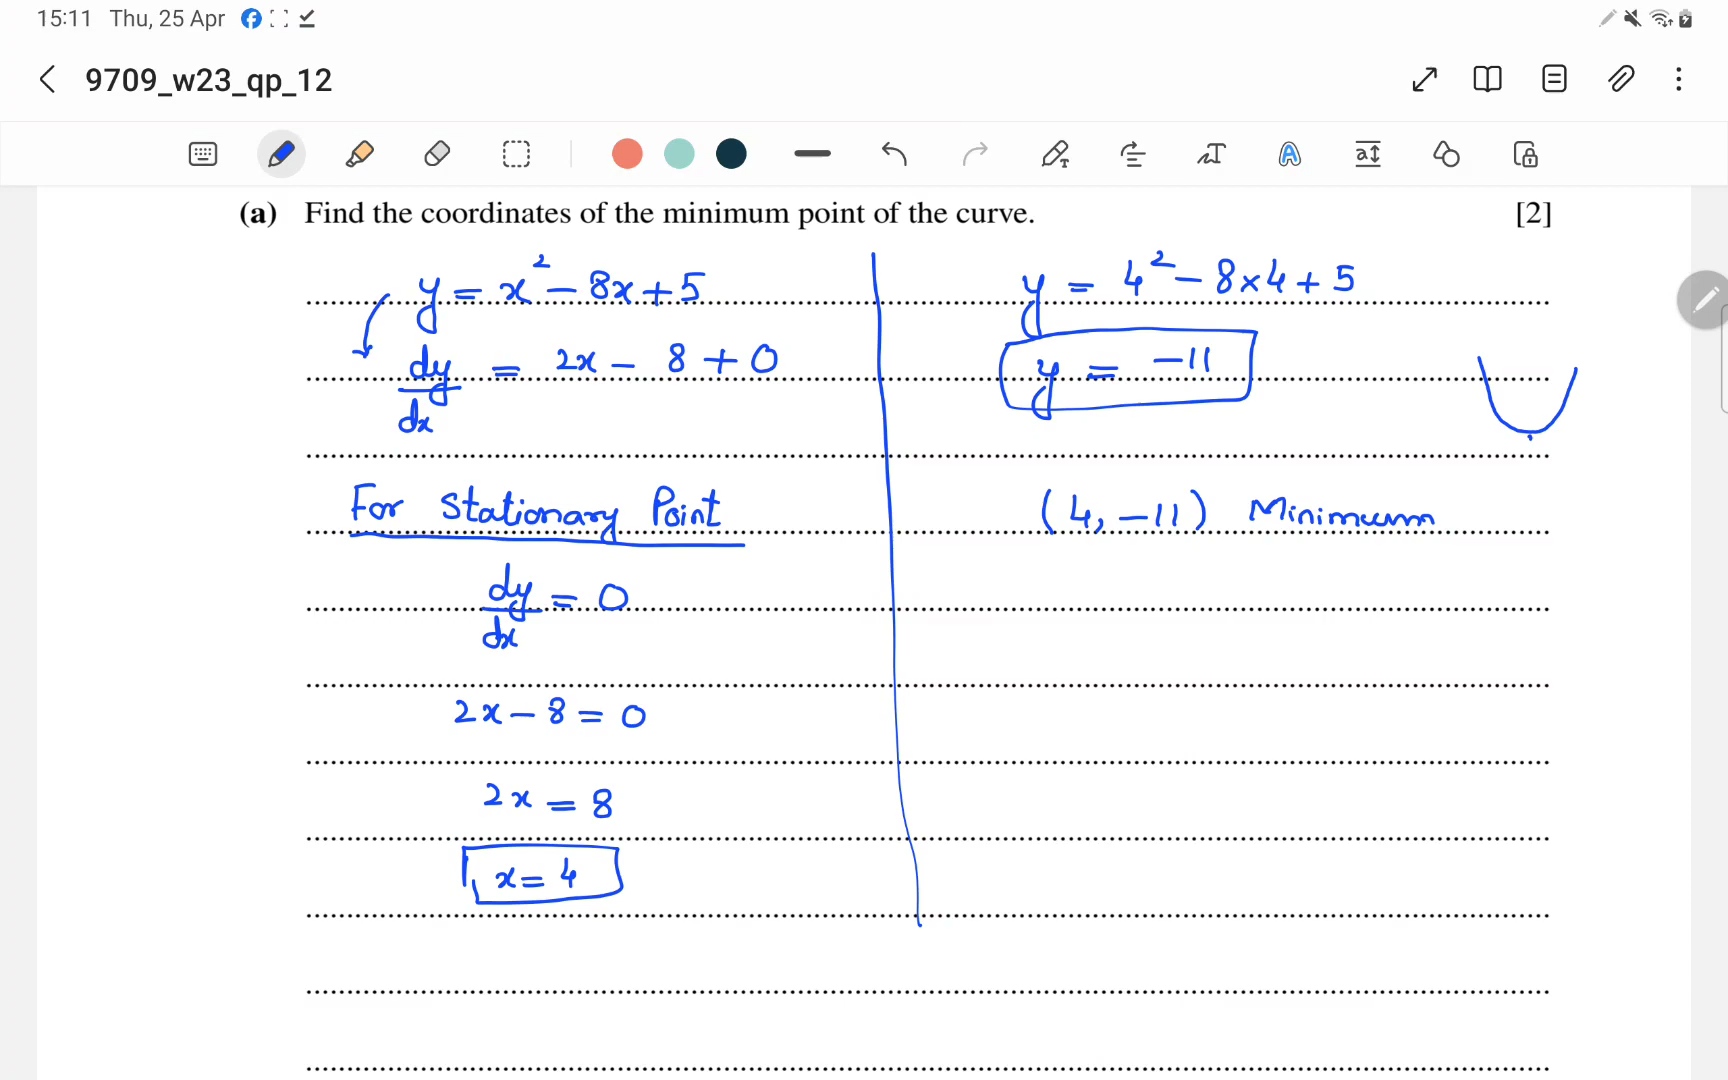 15:11 Thu, 25 Apr
9709_w23_qp_12
(a) Find the coordinates of the minimum point of the curve. [2]
y = x² − 8x + 5
dy/dx = 2x − 8 + 0
For Stationary Point
dy/dx = 0
2x − 8 = 0
2x = 8
x = 4
y = 4² − 8×4 + 5
y = −11
(4, −11) Minimum